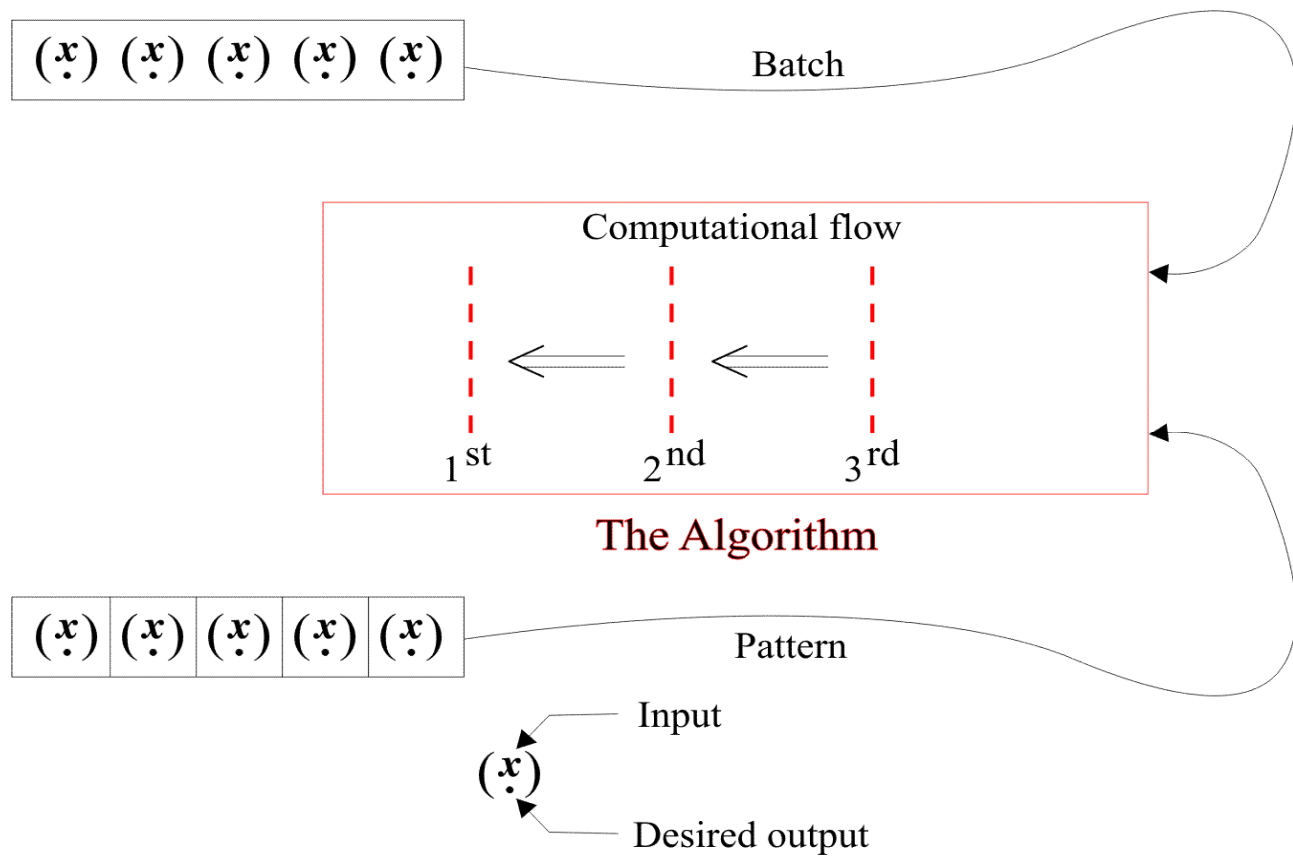 (x.) (x.) (x.) (x.) (x.)
Batch
Computational flow
1st 2nd 3rd
The Algorithm
(x.) (x.) (x.) (x.) (x.)
Pattern
Input
(x.)
Desired output